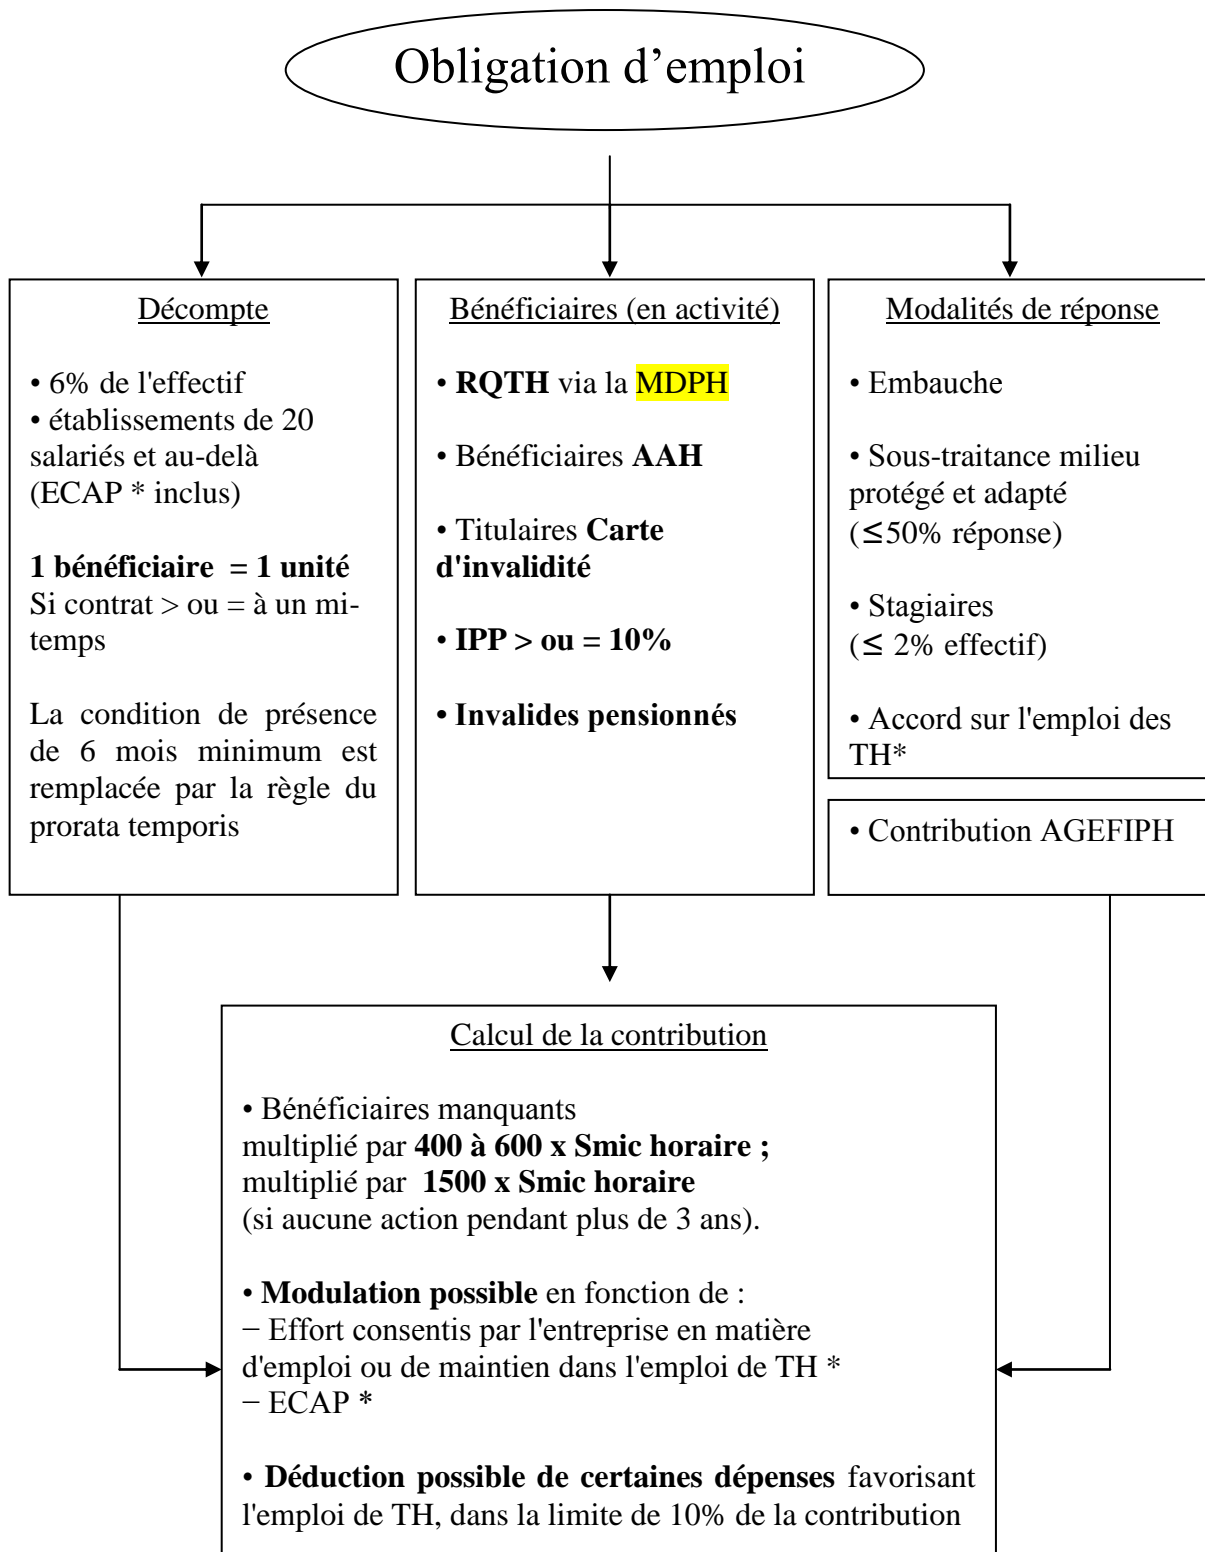 Obligation d'emploi
Décompte
• 6% de l'effectif
• établissements de 20
salariés et au-delà
(ECAP * inclus)
1 bénéficiaire = 1 unité
Si contrat > ou = à un mi-
temps
La condition de présence
de 6 mois minimum est
remplacée par la règle du
prorata temporis
Bénéficiaires (en activité)
• RQTH via la MDPH
• Bénéficiaires AAH
• Titulaires Carte
d'invalidité
• IPP > ou = 10%
• Invalides pensionnés
Modalités de réponse
• Embauche
• Sous-traitance milieu
protégé et adapté
(≤50% réponse)
• Stagiaires
(≤ 2% effectif)
• Accord sur l'emploi des
TH*
• Contribution AGEFIPH
Calcul de la contribution
• Bénéficiaires manquants
multiplié par 400 à 600 x Smic horaire ;
multiplié par 1500 x Smic horaire
(si aucune action pendant plus de 3 ans).
• Modulation possible en fonction de :
− Effort consentis par l'entreprise en matière
d'emploi ou de maintien dans l'emploi de TH *
− ECAP *
• Déduction possible de certaines dépenses favorisant
l'emploi de TH, dans la limite de 10% de la contribution